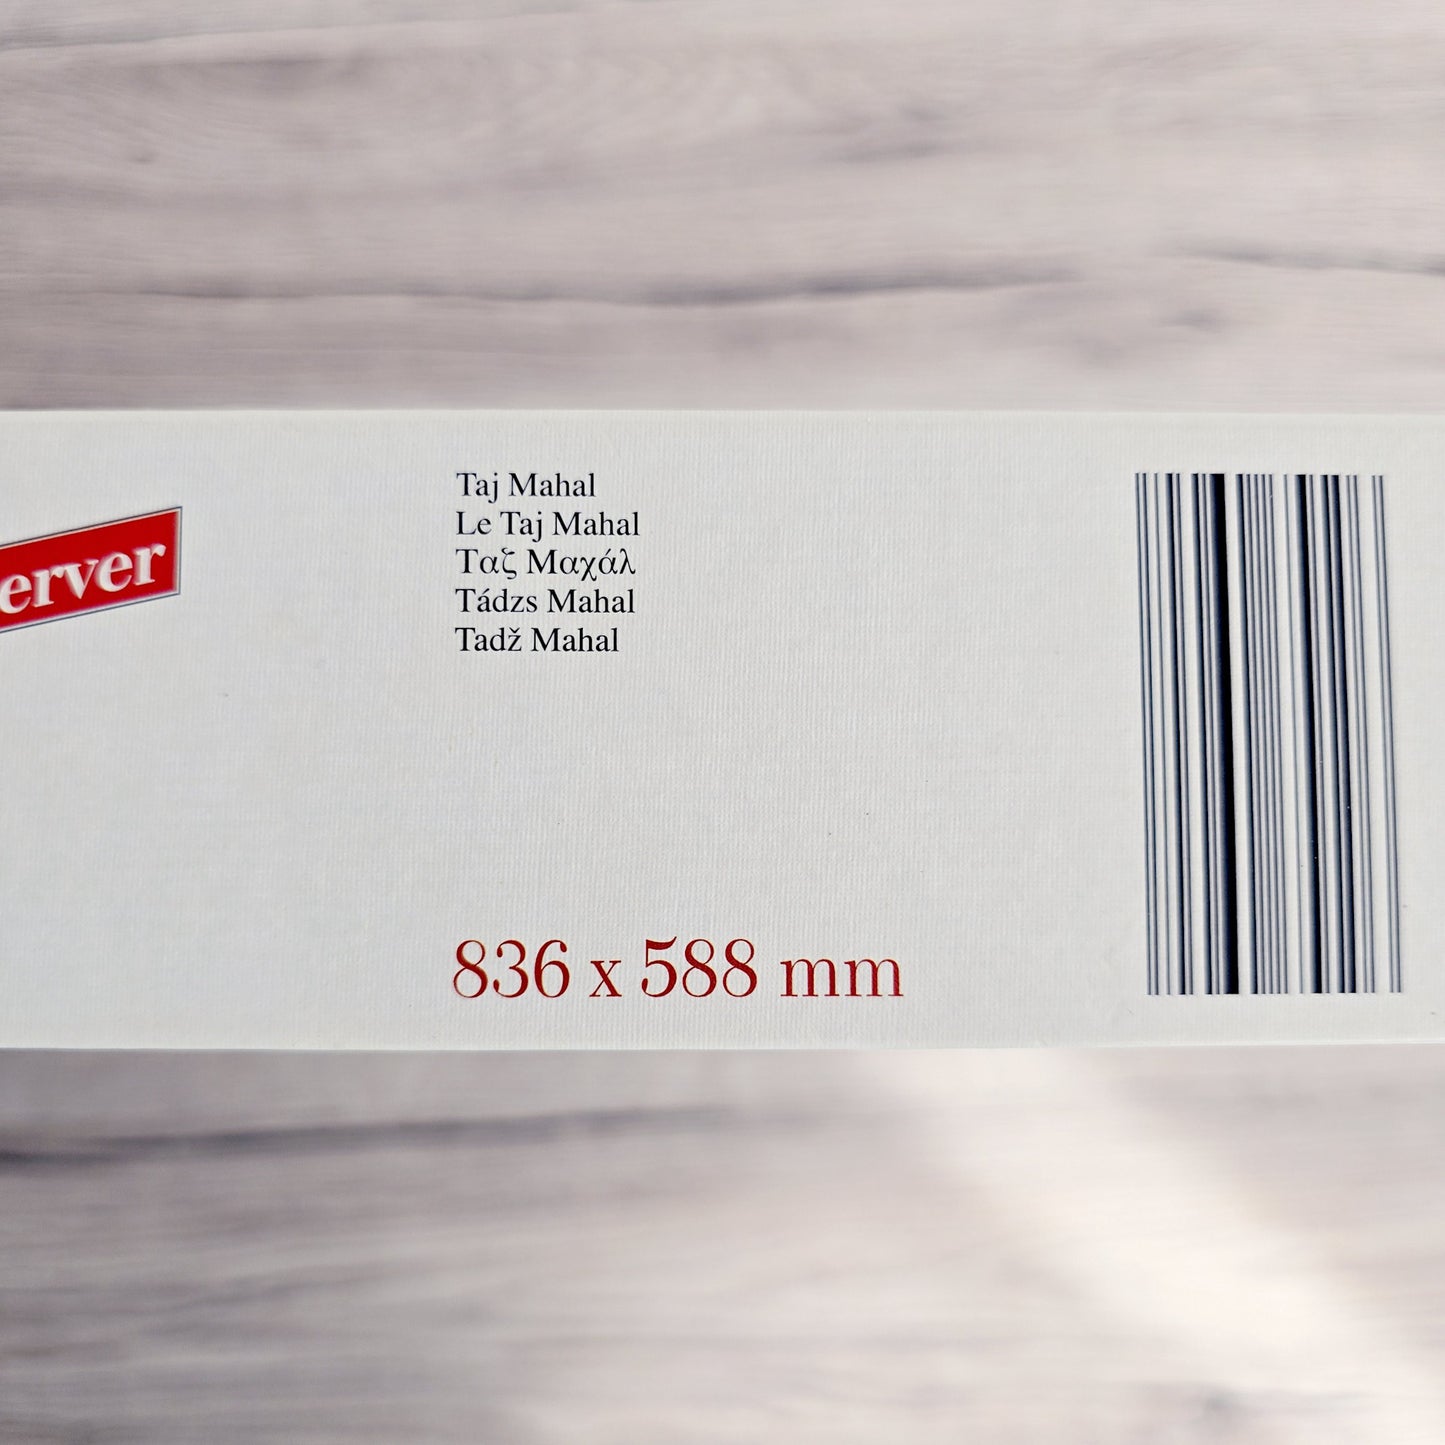 erver
Taj Mahal
Le Taj Mahal
Ταζ Μαχάλ
Tádzs Mahal
Tadž Mahal
836 x 588 mm